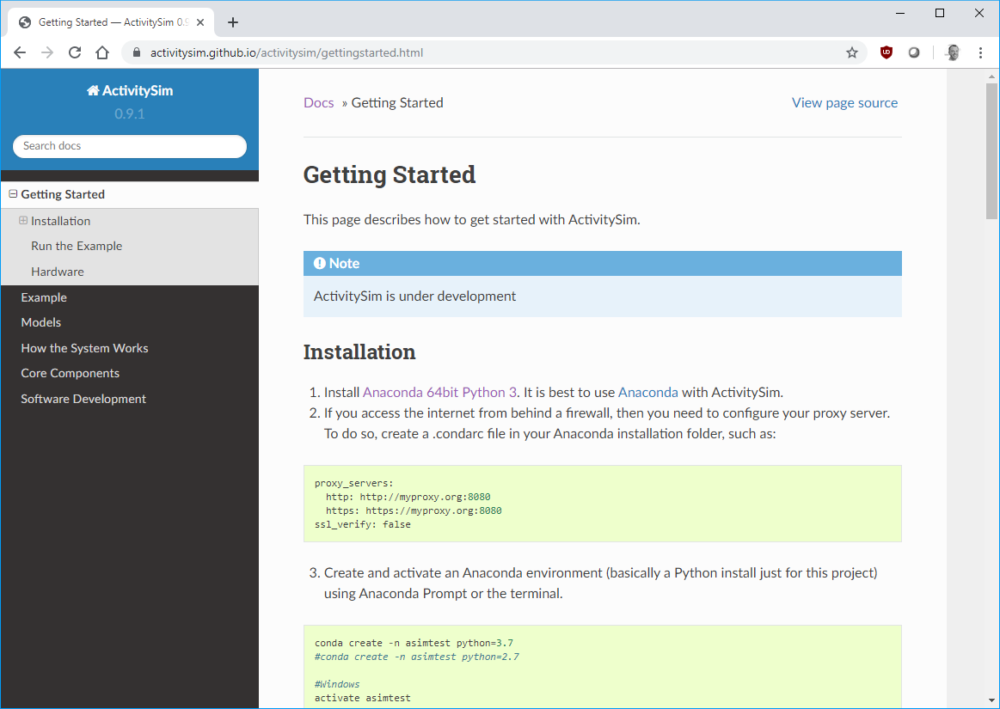 Getting Started — ActivitySim 0.9
activitysim.github.io/activitysim/gettingstarted.html
ActivitySim
0.9.1
Search docs
Getting Started
Installation
Run the Example
Hardware
Example
Models
How the System Works
Core Components
Software Development
Docs » Getting Started
View page source
Getting Started
This page describes how to get started with ActivitySim.
Note
ActivitySim is under development
Installation
1. Install Anaconda 64bit Python 3. It is best to use Anaconda with ActivitySim.
2. If you access the internet from behind a firewall, then you need to configure your proxy server.
To do so, create a .condarc file in your Anaconda installation folder, such as:
proxy_servers:
http: http://myproxy.org:8080
https: https://myproxy.org:8080
ssl_verify: false
3. Create and activate an Anaconda environment (basically a Python install just for this project)
using Anaconda Prompt or the terminal.
conda create -n asimtest python=3.7
#conda create -n asimtest python=2.7
#Windows
activate asimtest